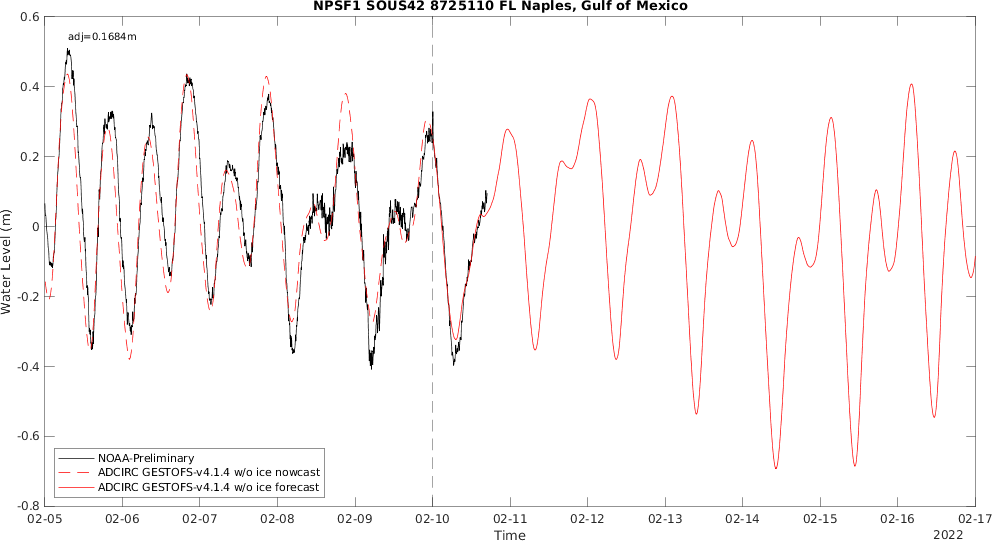 NPSF1 SOUS42 8725110 FL Naples, Gulf of Mexico
adj=0.1684m
0.6
0.4
0.2
0
-0.2
-0.4
-0.6
-0.8
Water Level (m)
NOAA-Preliminary
ADCIRC GESTOFS-v4.1.4 w/o ice nowcast
ADCIRC GESTOFS-v4.1.4 w/o ice forecast
02-05 02-06 02-07 02-08 02-09 02-10 02-11 02-12 02-13 02-14 02-15 02-16 02-17
Time
2022